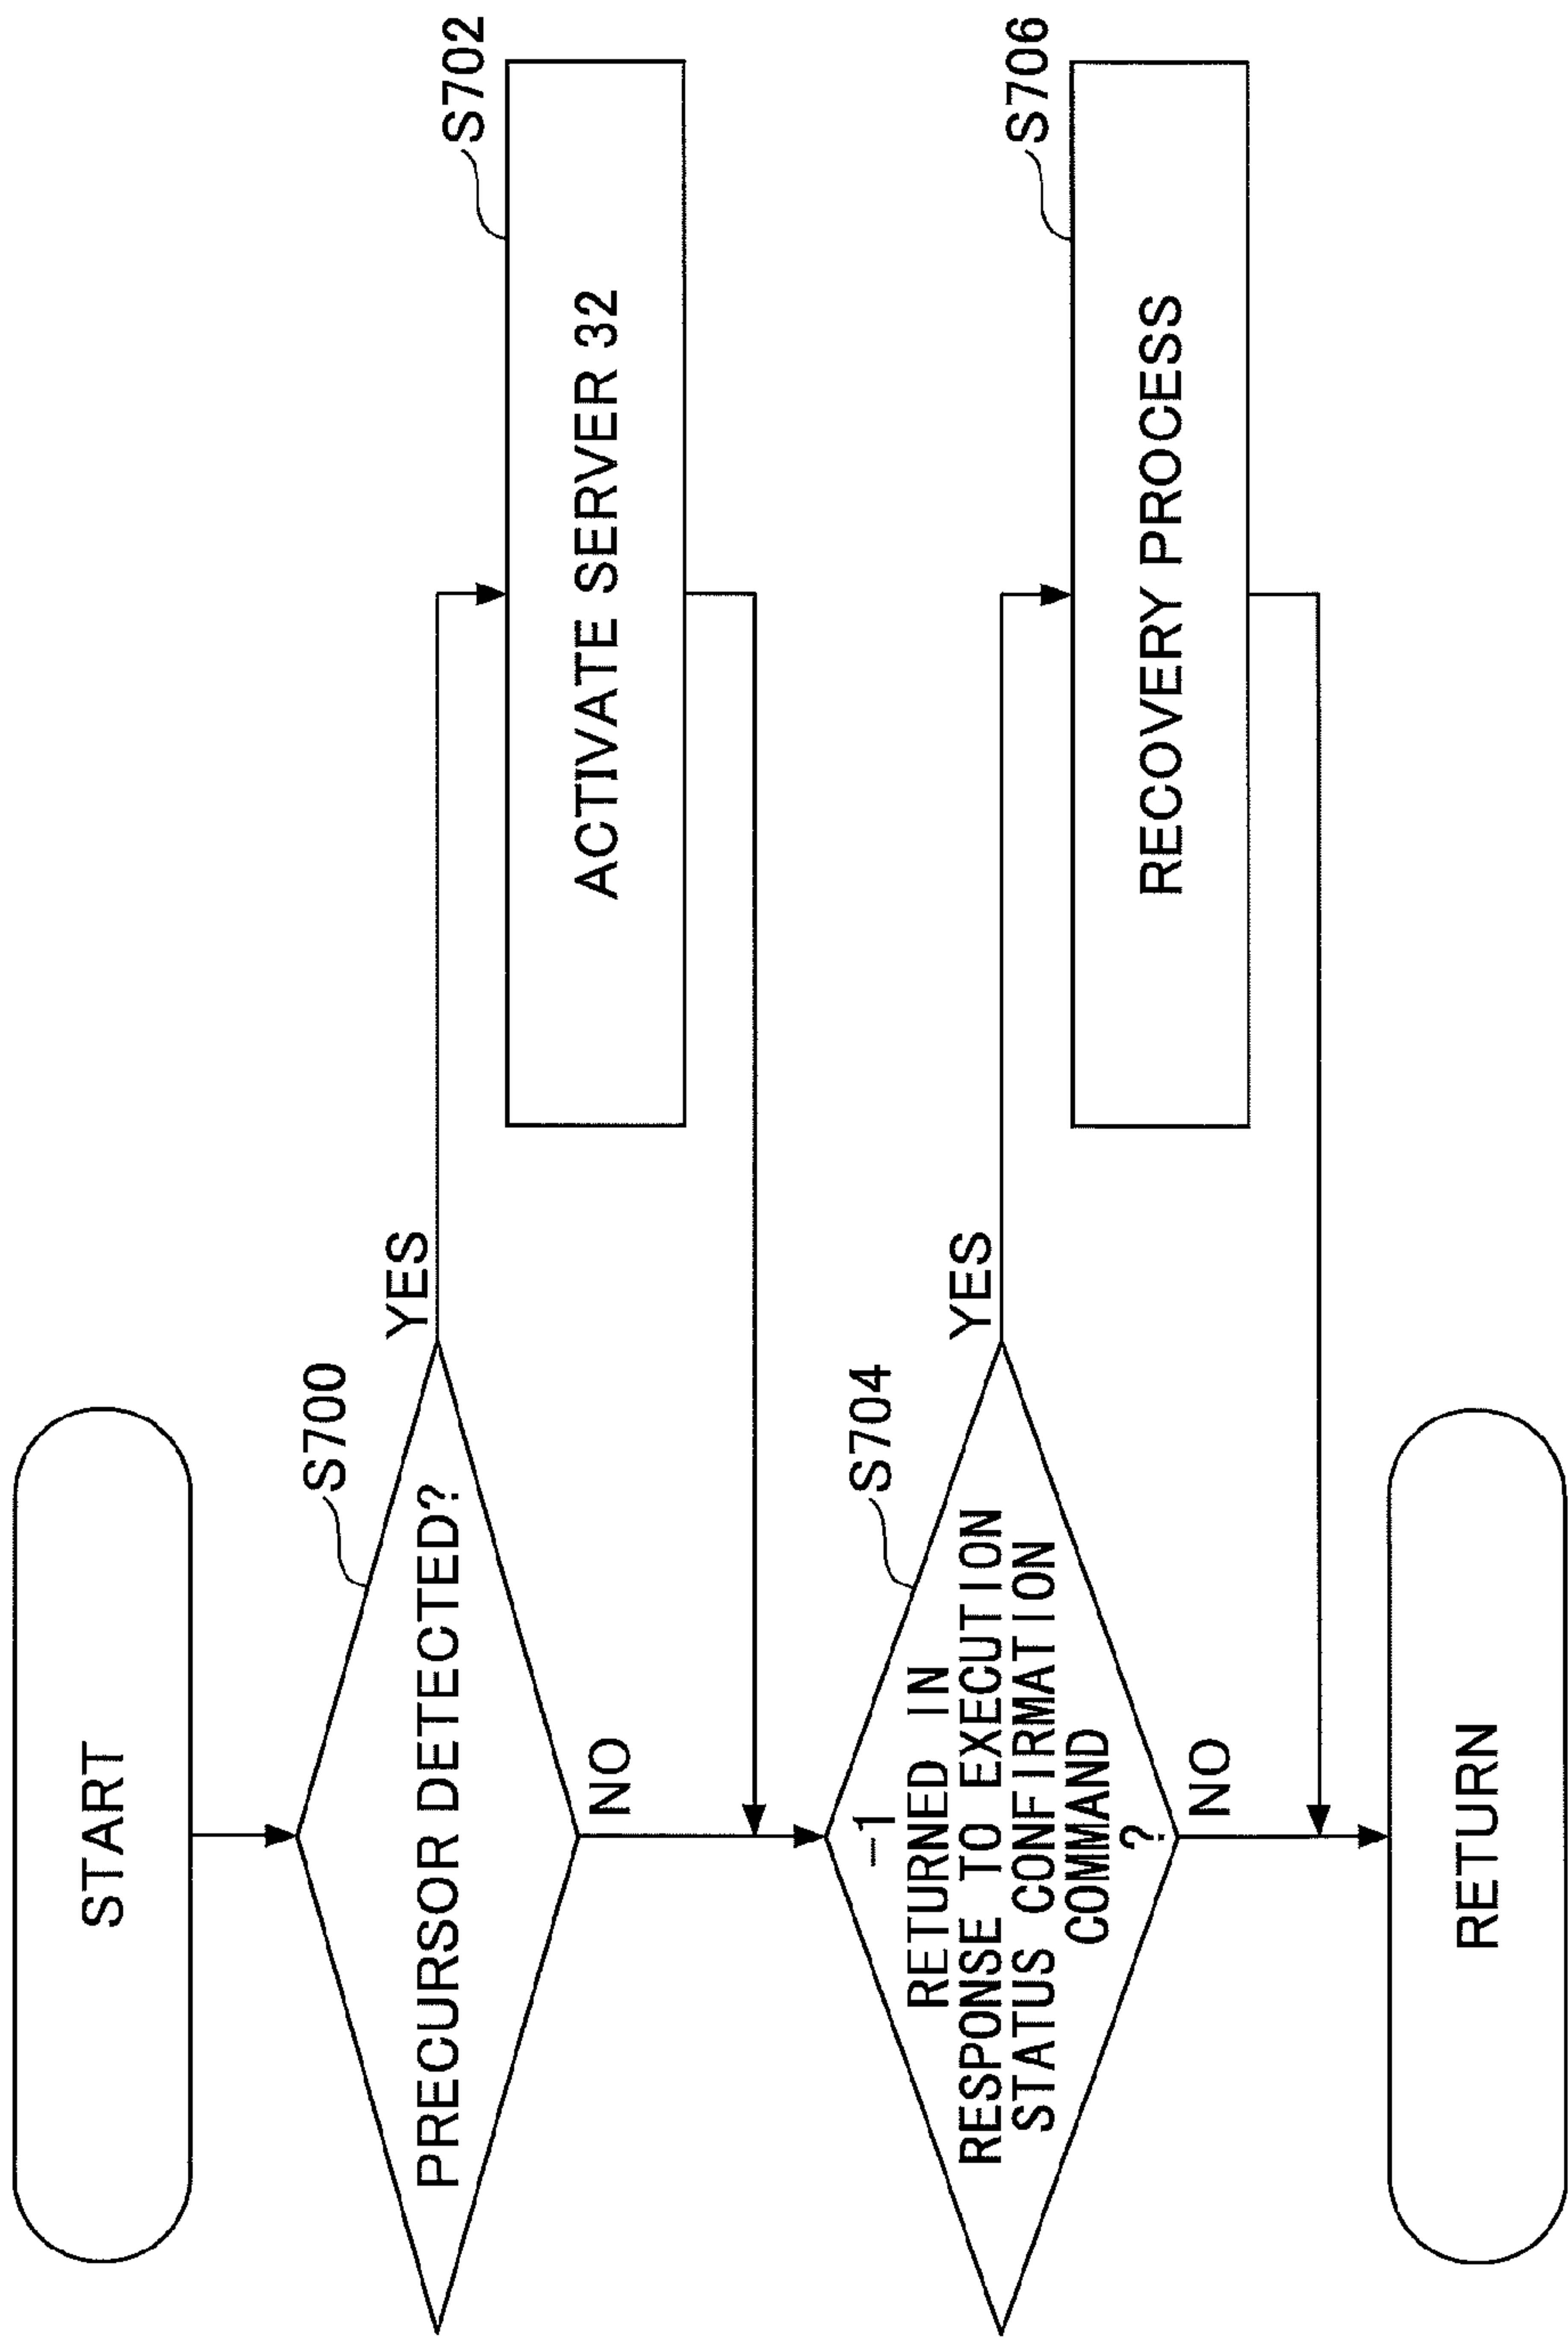 START
S700
PRECURSOR DETECTED?
YES
S702
ACTIVATE SERVER 32
NO
S704
-1
RETURNED IN
RESPONSE TO EXECUTION
STATUS CONFIRMATION
COMMAND
?
YES
S706
RECOVERY PROCESS
NO
RETURN